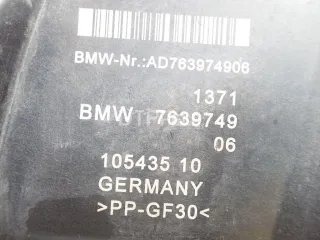 BMW-Nr.:AD763974906
1371
BMW 7639749
06
105435 10
GERMANY
>PP-GF30<